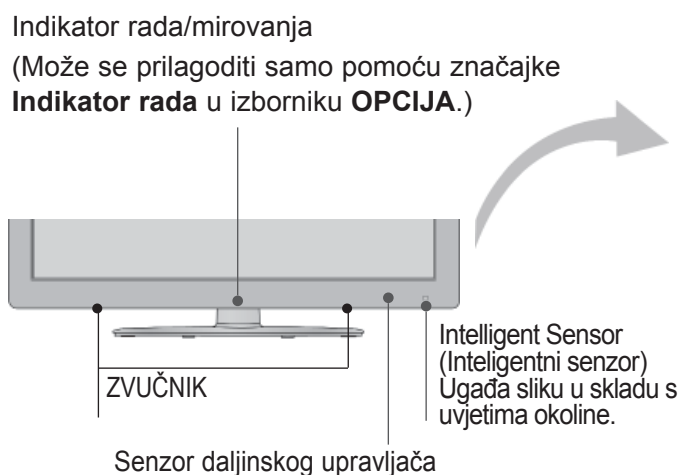 Indikator rada/mirovanja
(Može se prilagoditi samo pomoću značajke
Indikator rada u izborniku OPCIJA.)
Intelligent Sensor
(Inteligentni senzor)
Ugađa sliku u skladu s
uvjetima okoline.
ZVUČNIK
Senzor daljinskog upravljača